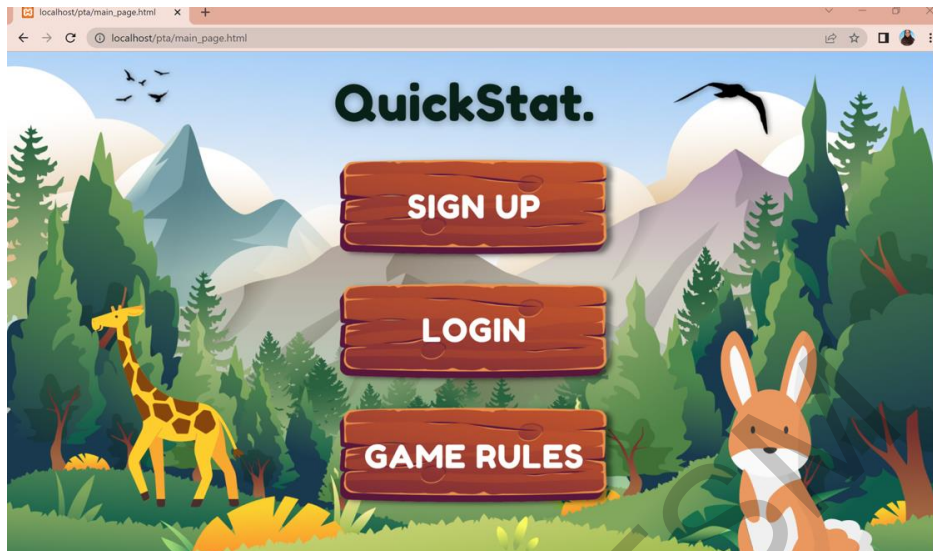 localhost/pta/main_page.html
localhost/pta/main_page.html
QuickStat.
SIGN UP
LOGIN
GAME RULES